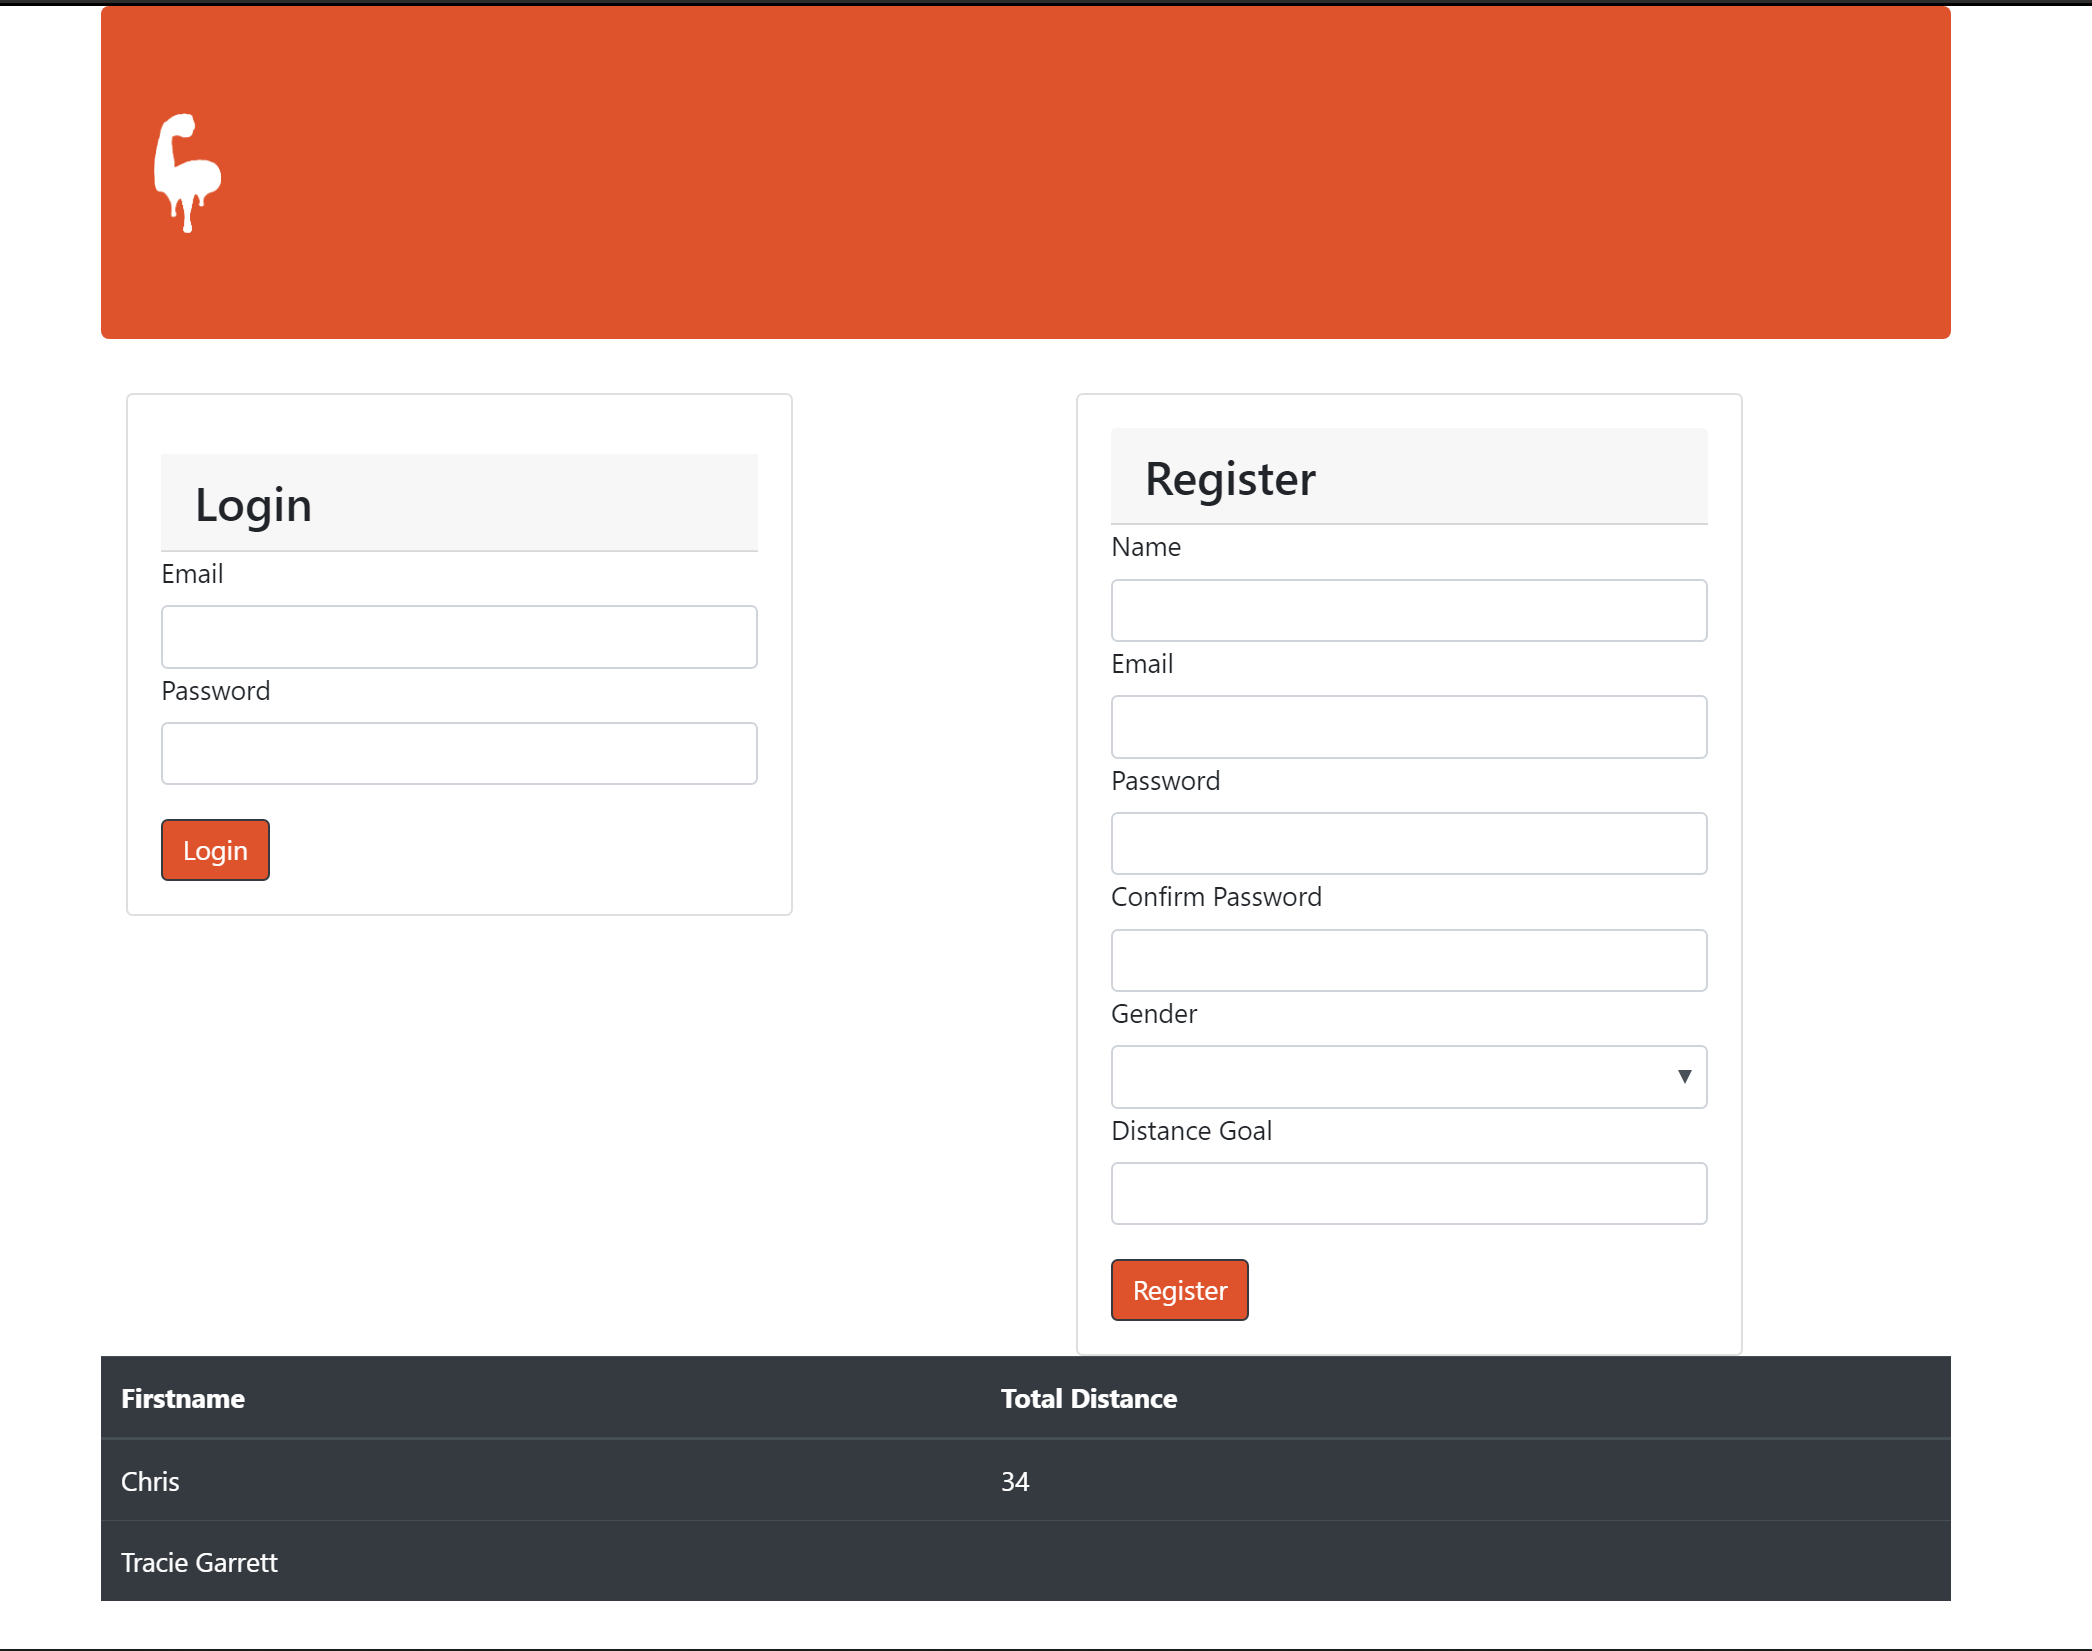 Login
Email
Password
Login
Register
Name
Email
Password
Confirm Password
Gender
Distance Goal
Register
Firstname Total Distance
Chris 34
Tracie Garrett